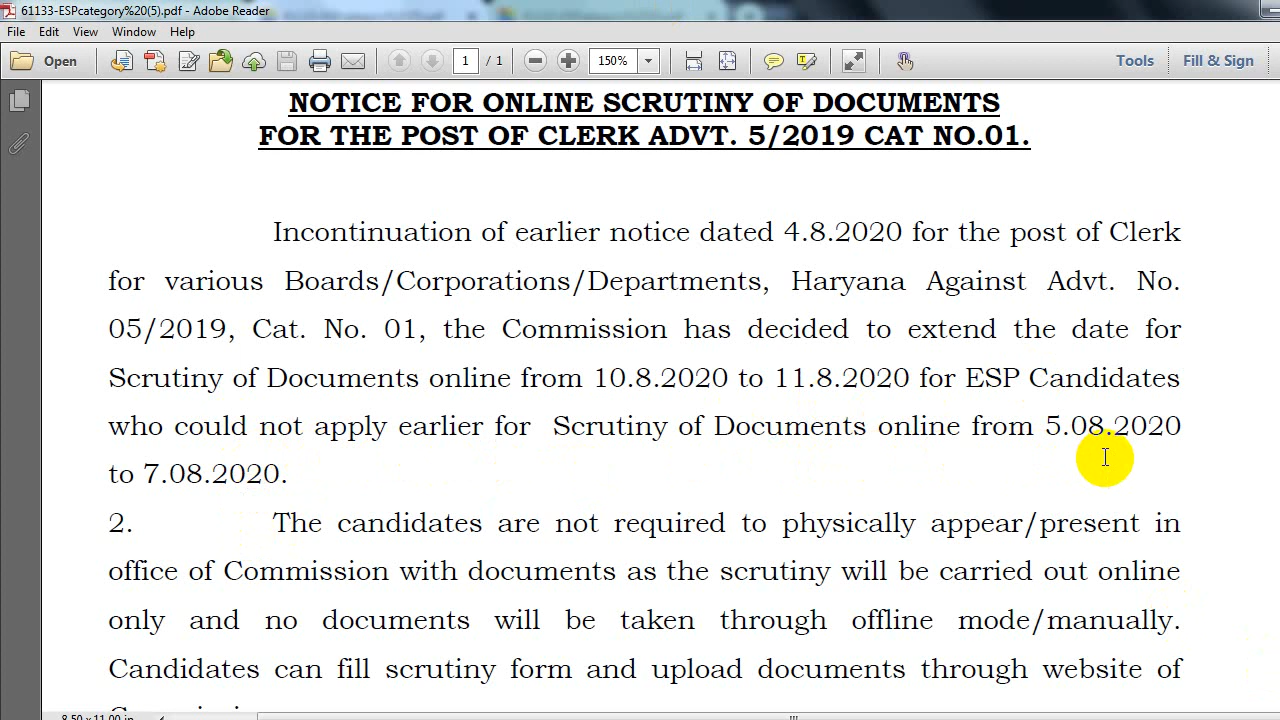 61133-ESPcategory%20(5).pdf - Adobe Reader
File Edit View Window Help
Open 1 / 1 150% Tools Fill & Sign
NOTICE FOR ONLINE SCRUTINY OF DOCUMENTS
FOR THE POST OF CLERK ADVT. 5/2019 CAT NO.01.
Incontinuation of earlier notice dated 4.8.2020 for the post of Clerk
for various Boards/Corporations/Departments, Haryana Against Advt. No.
05/2019, Cat. No. 01, the Commission has decided to extend the date for
Scrutiny of Documents online from 10.8.2020 to 11.8.2020 for ESP Candidates
who could not apply earlier for Scrutiny of Documents online from 5.08.2020
to 7.08.2020.
2. The candidates are not required to physically appear/present in
office of Commission with documents as the scrutiny will be carried out online
only and no documents will be taken through offline mode/manually.
Candidates can fill scrutiny form and upload documents through website of
8.50 x 11.00 in